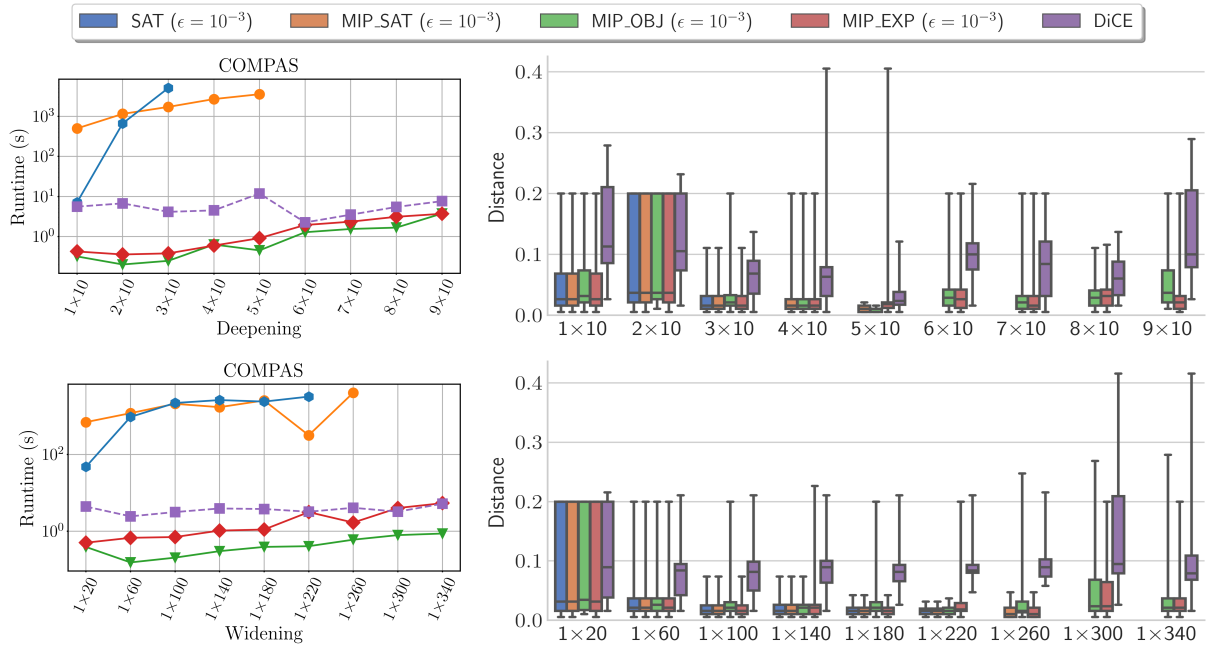 SAT (ϵ = 10⁻³) MIP_SAT (ϵ = 10⁻³) MIP_OBJ (ϵ = 10⁻³) MIP_EXP (ϵ = 10⁻³) DiCE
COMPAS
Runtime (s)
10³
10²
10¹
10⁰
1×10 2×10 3×10 4×10 5×10 6×10 7×10 8×10 9×10
Deepening
Distance
0.4
0.3
0.2
0.1
0.0
1×10 2×10 3×10 4×10 5×10 6×10 7×10 8×10 9×10
COMPAS
Runtime (s)
10²
10⁰
1×20 1×60 1×100 1×140 1×180 1×220 1×260 1×300 1×340
Widening
Distance
0.4
0.3
0.2
0.1
0.0
1×20 1×60 1×100 1×140 1×180 1×220 1×260 1×300 1×340